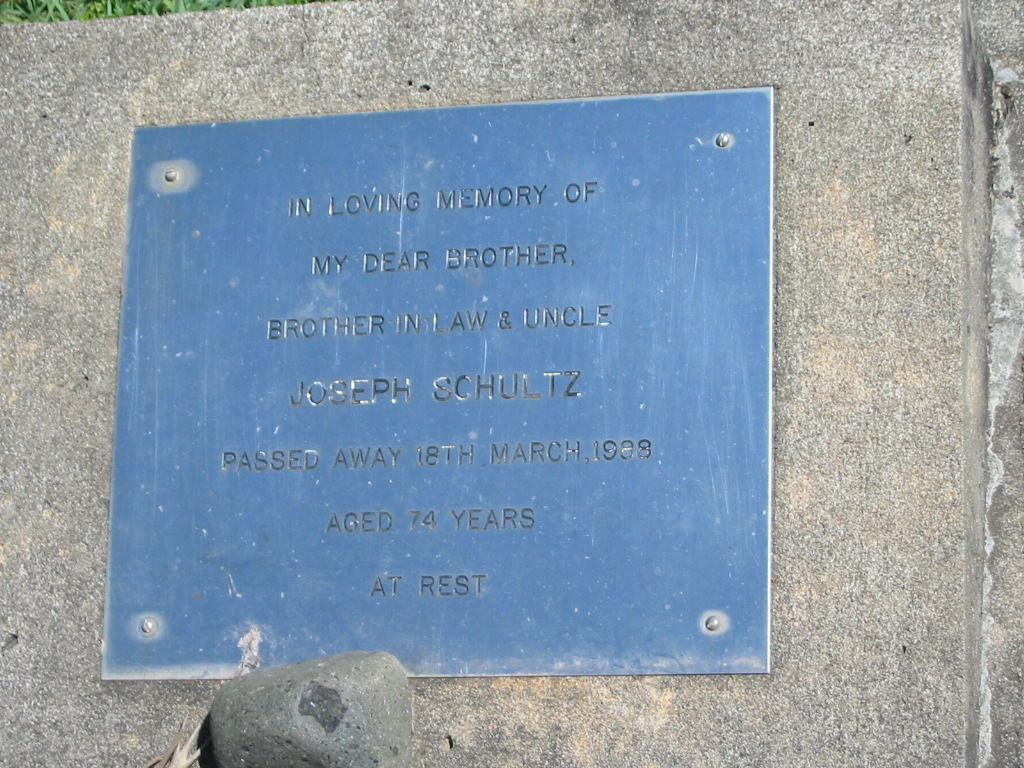 IN LOVING MEMORY OF
MY DEAR BROTHER,
BROTHER-IN-LAW & UNCLE
JOSEPH SCHULTZ
PASSED AWAY 18TH MARCH, 1988
AGED 74 YEARS
AT REST